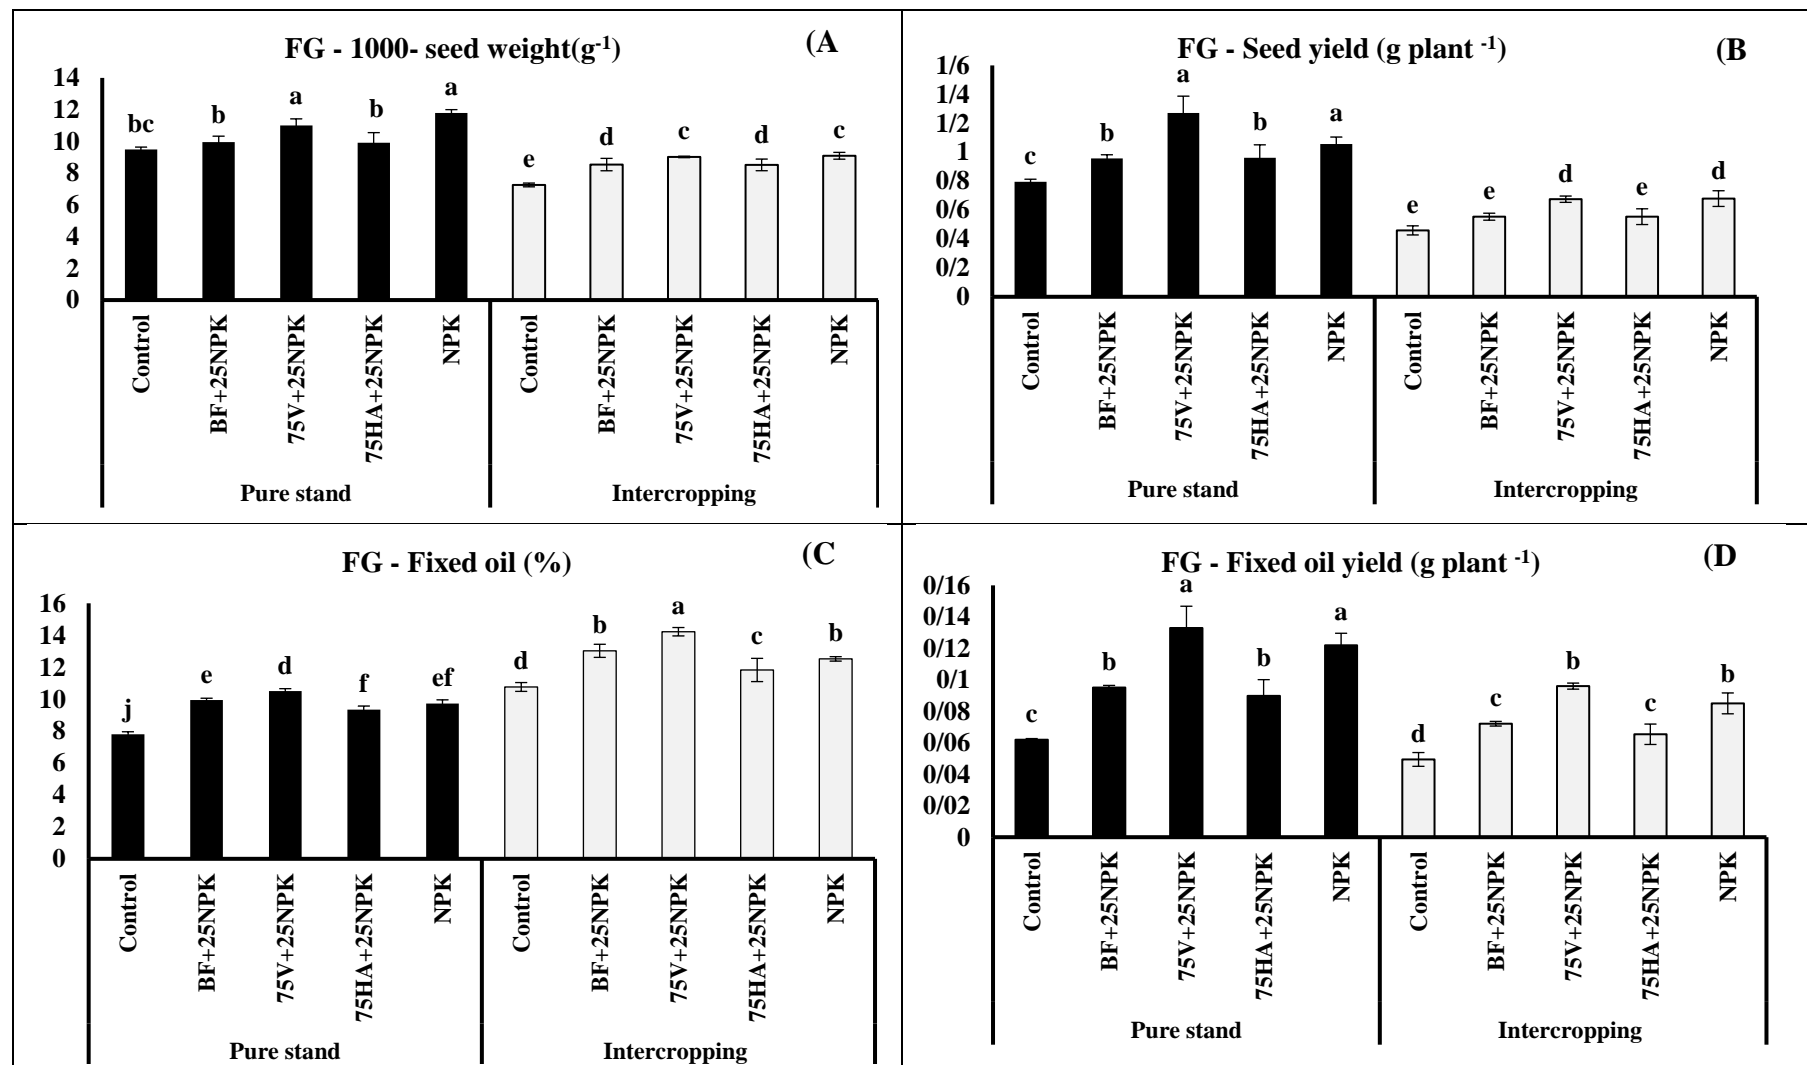 FG - 1000- seed weight(g-1)
(A
14
12
10
8
6
4
2
0
bc
b
a
b
a
e
d
c
d
c
Control
BF+25NPK
75V+25NPK
75HA+25NPK
NPK
Control
BF+25NPK
75V+25NPK
75HA+25NPK
NPK
Pure stand
Intercropping
FG - Seed yield (g plant -1)
(B
1/6
1/4
1/2
1
0/8
0/6
0/4
0/2
0
c
b
a
b
a
e
e
d
e
d
Control
BF+25NPK
75V+25NPK
75HA+25NPK
NPK
Control
BF+25NPK
75V+25NPK
75HA+25NPK
NPK
Pure stand
Intercropping
FG - Fixed oil (%)
(C
16
14
12
10
8
6
4
2
0
j
e
d
f
ef
d
b
a
c
b
Control
BF+25NPK
75V+25NPK
75HA+25NPK
NPK
Control
BF+25NPK
75V+25NPK
75HA+25NPK
NPK
Pure stand
Intercropping
FG - Fixed oil yield (g plant -1)
(D
0/16
0/14
0/12
0/1
0/08
0/06
0/04
0/02
0
c
b
a
b
a
d
c
b
c
b
Control
BF+25NPK
75V+25NPK
75HA+25NPK
NPK
Control
BF+25NPK
75V+25NPK
75HA+25NPK
NPK
Pure stand
Intercropping